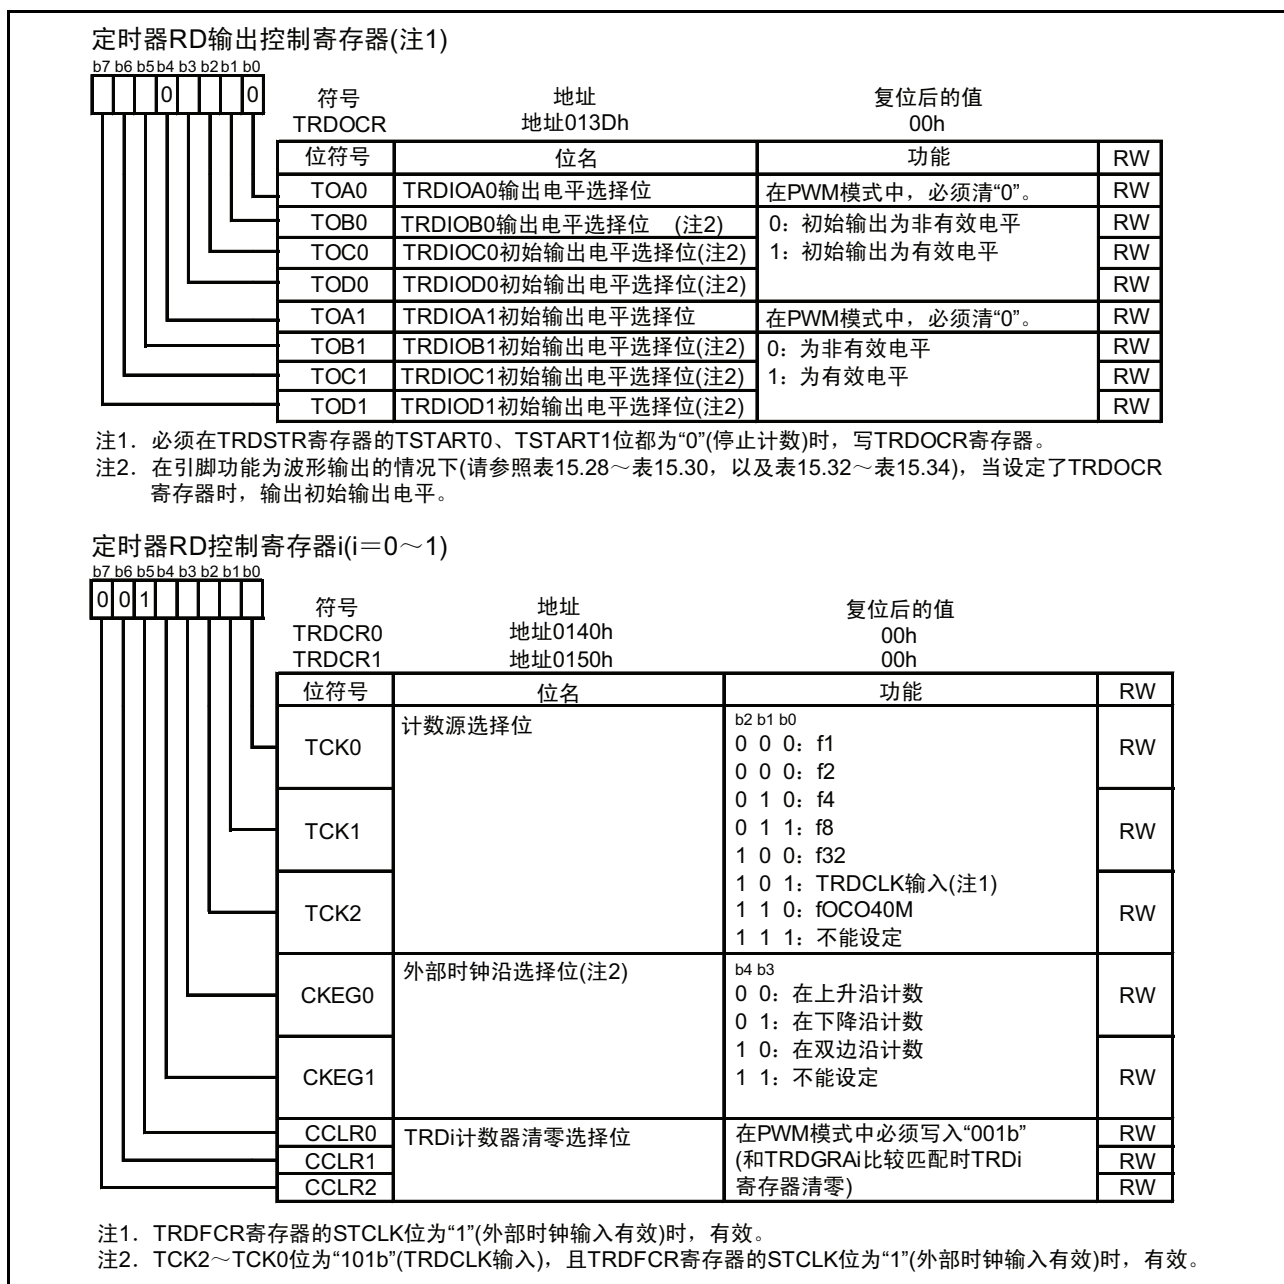 定时器RD输出控制寄存器(注1)
b7 b6 b5 b4 b3 b2 b1 b0
0 0
符号 地址 复位后的值
TRDOCR 地址013Dh 00h
位符号 位名 功能 RW
TOA0 TRDIOA0输出电平选择位 在PWM模式中，必须清“0”。 RW
TOB0 TRDIOB0输出电平选择位 (注2) 0：初始输出为非有效电平 RW
TOC0 TRDIOC0初始输出电平选择位(注2) 1：初始输出为有效电平 RW
TOD0 TRDIOD0初始输出电平选择位(注2) RW
TOA1 TRDIOA1初始输出电平选择位 在PWM模式中，必须清“0”。 RW
TOB1 TRDIOB1初始输出电平选择位(注2) 0：为非有效电平 RW
TOC1 TRDIOC1初始输出电平选择位(注2) 1：为有效电平 RW
TOD1 TRDIOD1初始输出电平选择位(注2) RW
注1．必须在TRDSTR寄存器的TSTART0、TSTART1位都为“0”(停止计数)时，写TRDOCR寄存器。
注2．在引脚功能为波形输出的情况下(请参照表15.28～表15.30，以及表15.32～表15.34)，当设定了TRDOCR
寄存器时，输出初始输出电平。
定时器RD控制寄存器i(i＝0～1)
b7 b6 b5 b4 b3 b2 b1 b0
0 0 1
符号 地址 复位后的值
TRDCR0 地址0140h 00h
TRDCR1 地址0150h 00h
位符号 位名 功能 RW
TCK0 计数源选择位 b2 b1 b0 RW
0 0 0：f1
0 0 0：f2
0 1 0：f4
TCK1 0 1 1：f8 RW
1 0 0：f32
1 0 1：TRDCLK输入(注1)
TCK2 1 1 0：fOCO40M RW
1 1 1：不能设定
CKEG0 外部时钟沿选择位(注2) b4 b3 RW
0 0：在上升沿计数
0 1：在下降沿计数
1 0：在双边沿计数
CKEG1 1 1：不能设定 RW
CCLR0 TRDi计数器清零选择位 在PWM模式中必须写入“001b” RW
CCLR1 (和TRDGRAi比较匹配时TRDi RW
CCLR2 寄存器清零) RW
注1．TRDFCR寄存器的STCLK位为“1”(外部时钟输入有效)时，有效。
注2．TCK2～TCK0位为“101b”(TRDCLK输入)，且TRDFCR寄存器的STCLK位为“1”(外部时钟输入有效)时，有效。